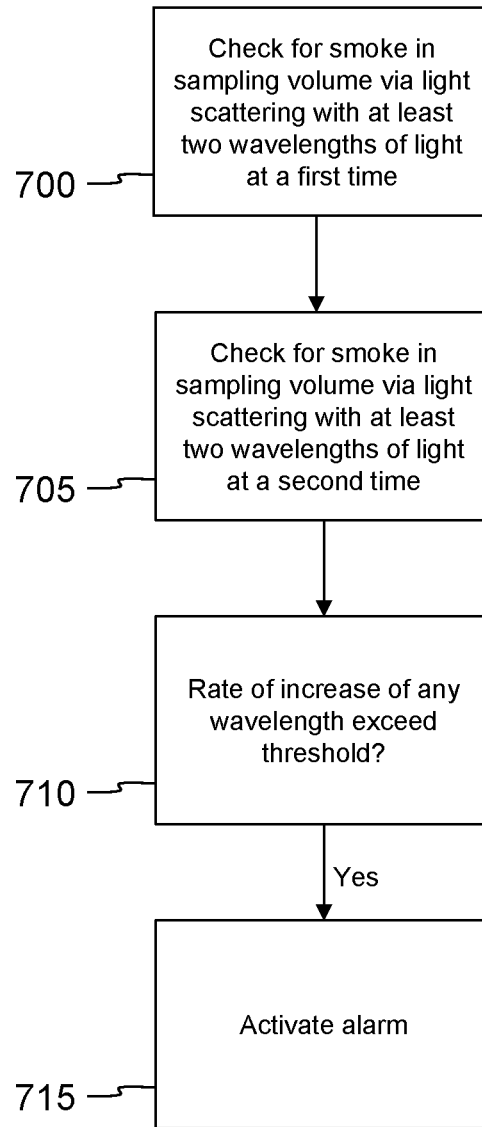 Check for smoke in
sampling volume via light
scattering with at least
two wavelengths of light
at a first time
700
Check for smoke in
sampling volume via light
scattering with at least
two wavelengths of light
at a second time
705
Rate of increase of any
wavelength exceed
threshold?
710
Yes
Activate alarm
715